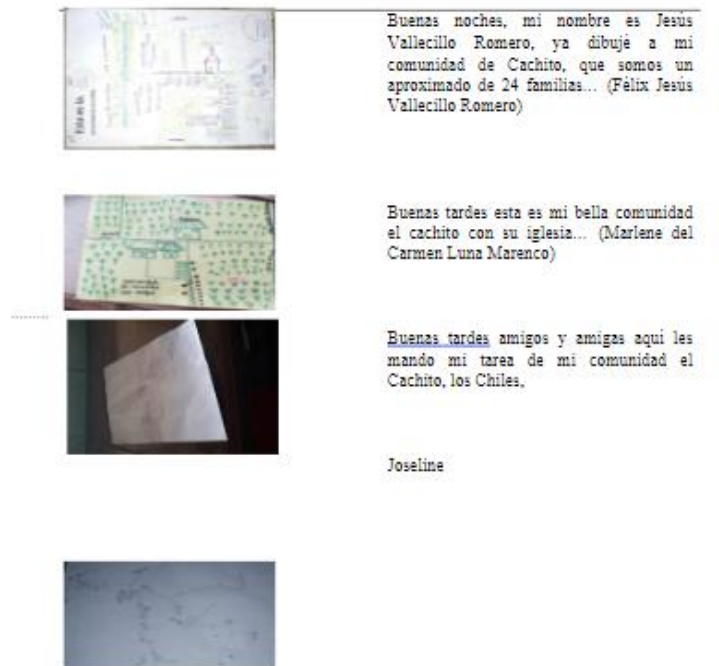 Buenas noches, mi nombre es Jesús
Vallecillo Romero, ya dibujé a mi
comunidad de Cachito, que somos un
aproximado de 24 familias... (Félix Jesús
Vallecillo Romero)
Buenas tardes esta es mi bella comunidad
el cachito con su iglesia... (Marlene del
Carmen Luna Marenco)
Buenas tardes amigos y amigas aquí les
mando mi tarea de mi comunidad el
Cachito, los Chiles,
Joseline